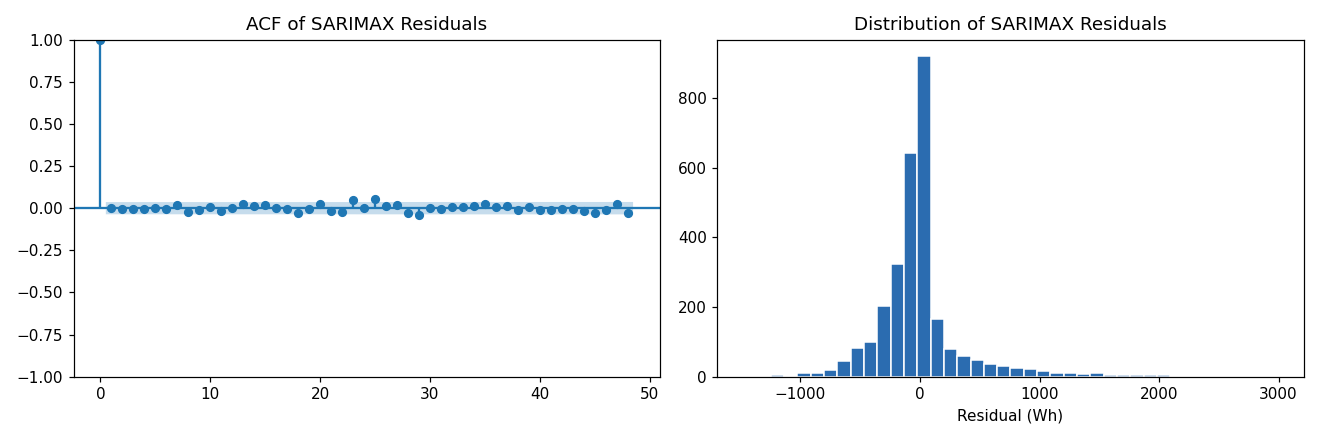 ACF of SARIMAX Residuals
1.00
0.75
0.50
0.25
0.00
−0.25
−0.50
−0.75
−1.00
0 10 20 30 40 50
Distribution of SARIMAX Residuals
800
600
400
200
0
−1000 0 1000 2000 3000
Residual (Wh)